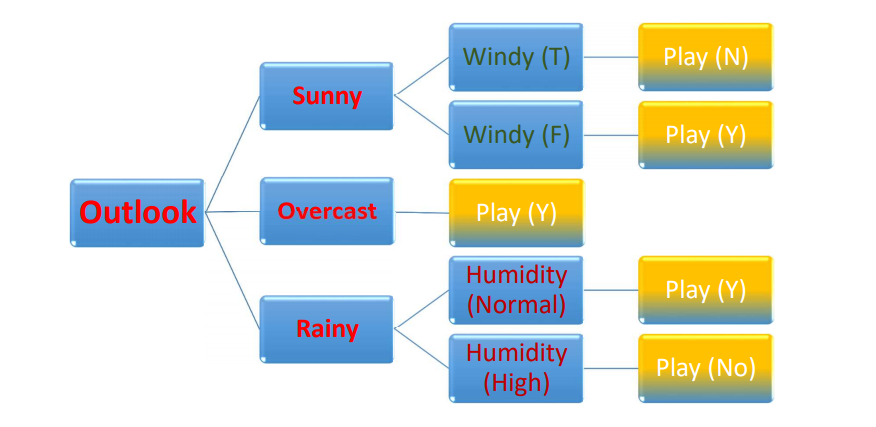 Outlook
Sunny
Windy (T)
Play (N)
Windy (F)
Play (Y)
Overcast
Play (Y)
Rainy
Humidity
(Normal)
Play (Y)
Humidity
(High)
Play (No)